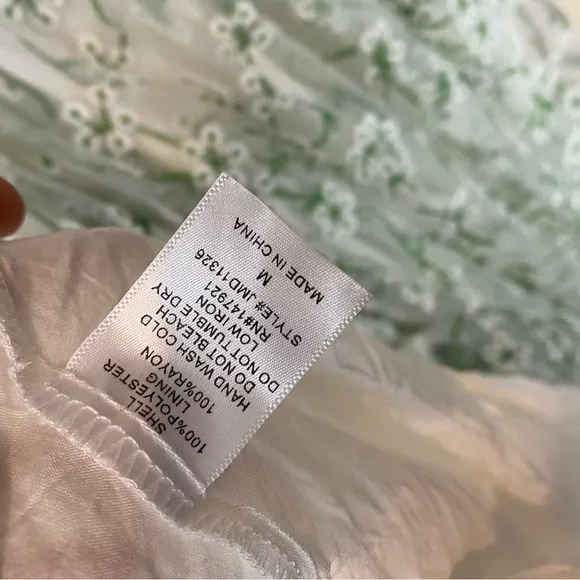 SHELL
100%POLYESTER
LINING
100%RAYON
HAND WASH COLD
DO NOT BLEACH
DO NOT TUMBLE DRY
LOW IRON
RN#147921
STYLE#JMD11326
M
MADE IN CHINA